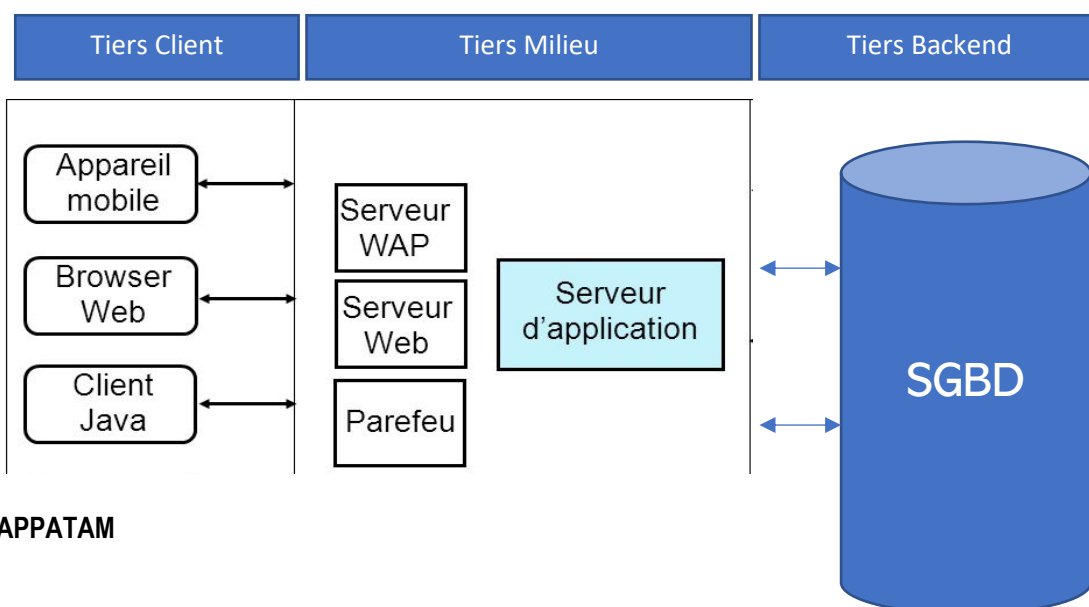 Tiers Client
Tiers Milieu
Tiers Backend
Appareil
mobile
Browser
Web
Client
Java
Serveur
WAP
Serveur
Web
Parefeu
Serveur
d'application
SGBD
APPATAM